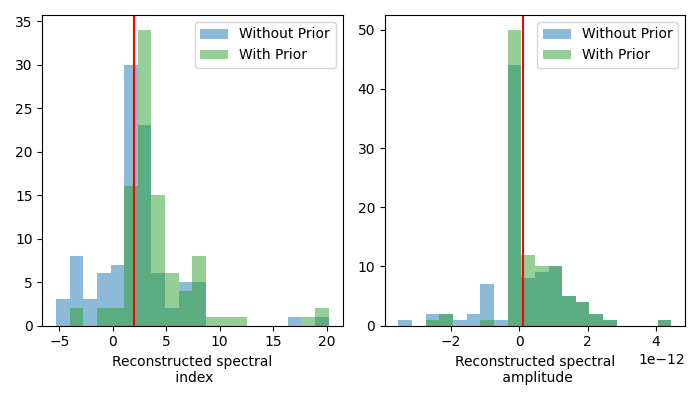 35
30
25
20
15
10
5
0
−5
0
5
10
15
20
Reconstructed spectral
index
Without Prior
With Prior
50
40
30
20
10
0
−2
0
2
4
1e−12
Reconstructed spectral
amplitude
Without Prior
With Prior